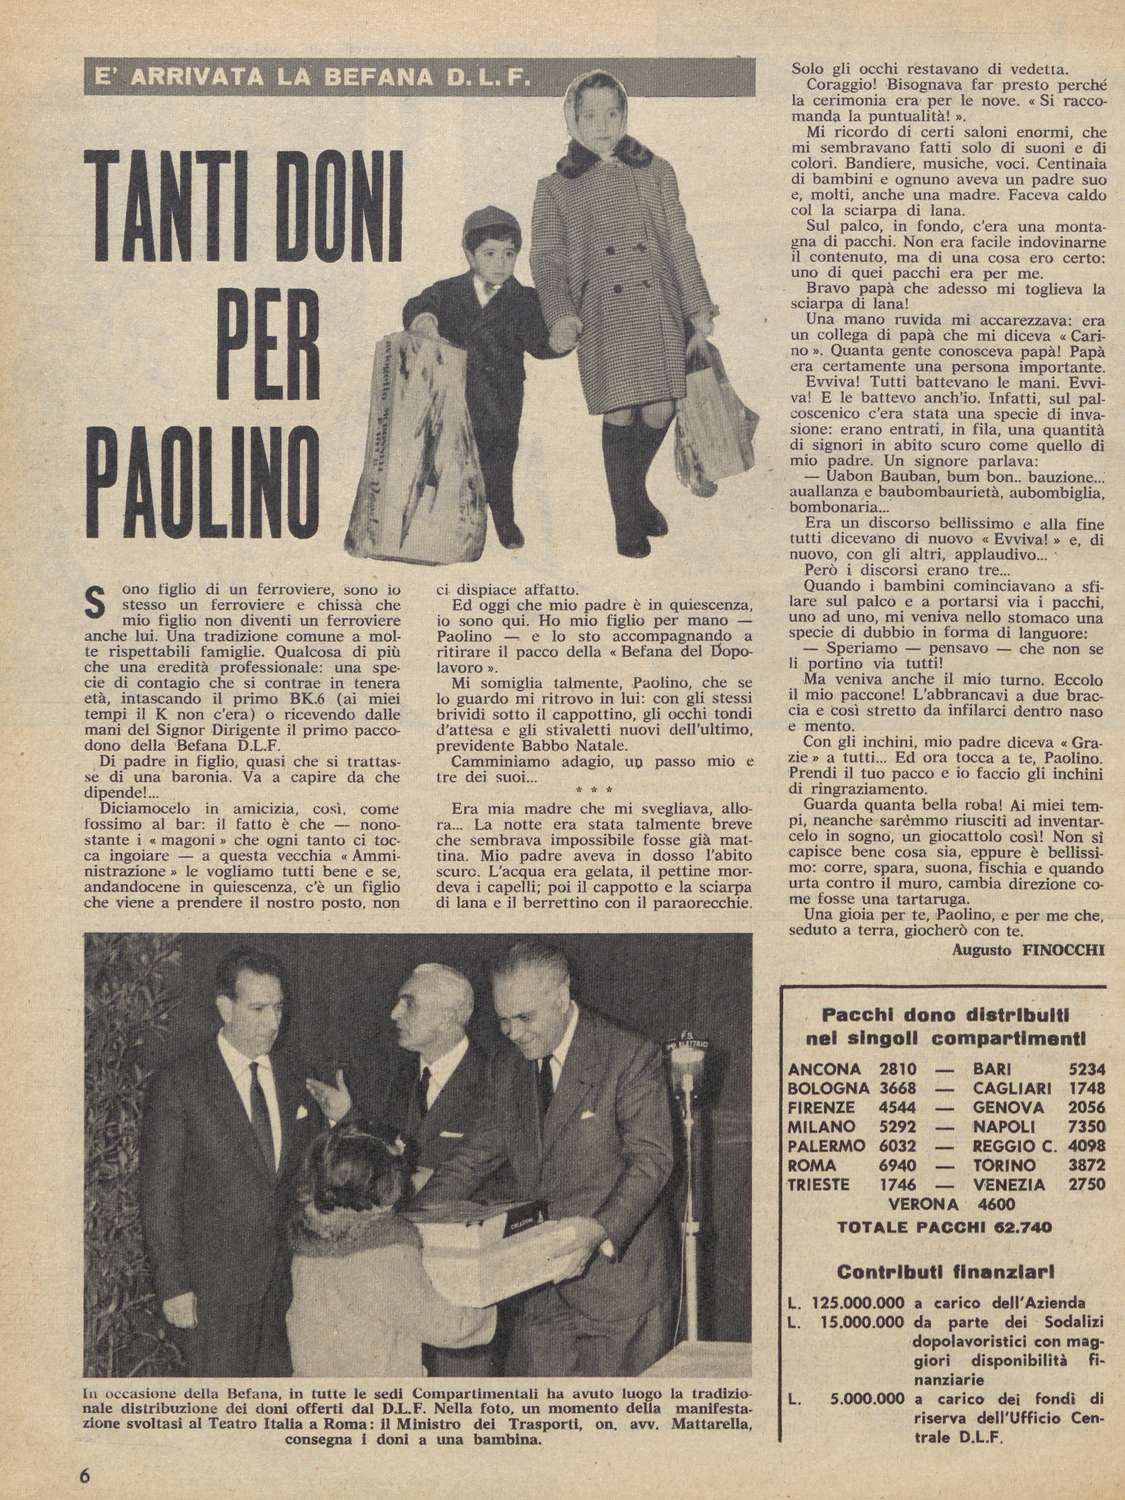 E' ARRIVATA LA BEFANA D.L.F.
TANTI DONI
PER
PAOLINO
Sono figlio di un ferroviere, sono io
stesso un ferroviere e chissà che
mio figlio non diventi un ferroviere
anche lui. Una tradizione comune a mol-
te rispettabili famiglie. Qualcosa di più
che una eredità professionale: una spe-
cie di contagio che si contrae in tenera
età, intascando il primo BK.6 (ai miei
tempi il K non c'era) o ricevendo dalle
mani del Signor Dirigente il primo pacco-
dono della Befana D.L.F.
Di padre in figlio, quasi che si trattas-
se di una baronia. Va a capire da che
dipende!...
Diciamocelo in amicizia, così, come
fossimo al bar: il fatto è che — nono-
stante i « magoni » che ogni tanto ci toc-
ca ingoiare — a questa vecchia « Ammi-
nistrazione » le vogliamo tutti bene e se,
andandocene in quiescenza, c'è un figlio
che viene a prendere il nostro posto, non
ci dispiace affatto.
Ed oggi che mio padre è in quiescenza,
io sono qui. Ho mio figlio per mano —
Paolino — e lo sto accompagnando a
ritirare il pacco della « Befana del Dopo-
lavoro ».
Mi somiglia talmente, Paolino, che se
lo guardo mi ritrovo in lui: con gli stessi
brividi sotto il cappottino, gli occhi tondi
d'attesa e gli stivaletti nuovi dell'ultimo,
previdente Babbo Natale.
Camminiamo adagio, un passo mio e
tre dei suoi...
* * *
Era mia madre che mi svegliava, allo-
ra... La notte era stata talmente breve
che sembrava impossibile fosse già mat-
tina. Mio padre aveva in dosso l'abito
scuro. L'acqua era gelata, il pettine mor-
deva i capelli; poi il cappotto e la sciarpa
di lana e il berrettino con il paraorecchie.
Solo gli occhi restavano di vedetta.
Coraggio! Bisognava far presto perché
la cerimonia era per le nove. « Si racco-
manda la puntualità! ».
Mi ricordo di certi saloni enormi, che
mi sembravano fatti solo di suoni e di
colori. Bandiere, musiche, voci. Centinaia
di bambini e ognuno aveva un padre suo
e, molti, anche una madre. Faceva caldo
col la sciarpa di lana.
Sul palco, in fondo, c'era una monta-
gna di pacchi. Non era facile indovinarne
il contenuto, ma di una cosa ero certo:
uno di quei pacchi era per me.
Bravo papà che adesso mi toglieva la
sciarpa di lana!
Una mano ruvida mi accarezzava: era
un collega di papà che mi diceva « Cari-
no ». Quanta gente conosceva papà! Papà
era certamente una persona importante.
Evviva! Tutti battevano le mani. Evvi-
va! E le battevo anch'io. Infatti, sul pal-
coscenico c'era stata una specie di inva-
sione: erano entrati, in fila, una quantità
di signori in abito scuro come quello di
mio padre. Un signore parlava:
— Uabon Bauban, bum bon.. bauzione...
auallanza e baubombaurietà, aubombiglia,
bombonaria...
Era un discorso bellissimo e alla fine
tutti dicevano di nuovo « Evviva! » e, di
nuovo, con gli altri, applaudivo...
Però i discorsi erano tre...
Quando i bambini cominciavano a sfi-
lare sul palco e a portarsi via i pacchi,
uno ad uno, mi veniva nello stomaco una
specie di dubbio in forma di languore:
— Speriamo — pensavo — che non se
li portino via tutti!
Ma veniva anche il mio turno. Eccolo
il mio paccone! L'abbrancavi a due brac-
cia e così stretto da infilarci dentro naso
e mento.
Con gli inchini, mio padre diceva « Gra-
zie » a tutti... Ed ora tocca a te, Paolino.
Prendi il tuo pacco e io faccio gli inchini
di ringraziamento.
Guarda quanta bella roba! Ai miei tem-
pi, neanche sarèmmo riusciti ad inventar-
celo in sogno, un giocattolo così! Non si
capisce bene cosa sia, eppure è bellissi-
mo: corre, spara, suona, fischia e quando
urta contro il muro, cambia direzione co-
me fosse una tartaruga.
Una gioia per te, Paolino, e per me che,
seduto a terra, giocherò con te.
Augusto FINOCCHI
In occasione della Befana, in tutte le sedi Compartimentali ha avuto luogo la tradizio-
nale distribuzione dei doni offerti dal D.L.F. Nella foto, un momento della manifesta-
zione svoltasi al Teatro Italia a Roma: il Ministro dei Trasporti, on. avv. Mattarella,
consegna i doni a una bambina.
Pacchi dono distribuiti
nei singoli compartimenti
ANCONA 2810 — BARI 5234
BOLOGNA 3668 — CAGLIARI 1748
FIRENZE 4544 — GENOVA 2056
MILANO 5292 — NAPOLI 7350
PALERMO 6032 — REGGIO C. 4098
ROMA 6940 — TORINO 3872
TRIESTE 1746 — VENEZIA 2750
VERONA 4600
TOTALE PACCHI 62.740
Contributi finanziari
L. 125.000.000 a carico dell'Azienda
L. 15.000.000 da parte dei Sodalizi
dopolavoristici con mag-
giori disponibilità fi-
nanziarie
L. 5.000.000 a carico dei fondi di
riserva dell'Ufficio Cen-
trale D.L.F.
6